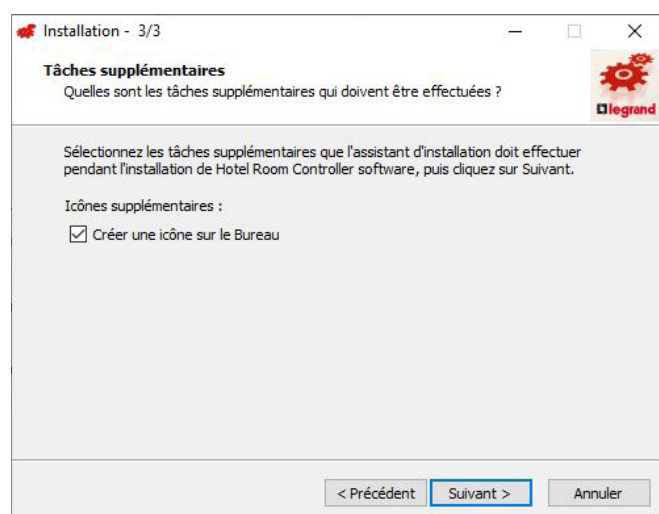 Installation - 3/3
Tâches supplémentaires
Quelles sont les tâches supplémentaires qui doivent être effectuées ?
legrand
Sélectionnez les tâches supplémentaires que l'assistant d'installation doit effectuer
pendant l'installation de Hotel Room Controller software, puis cliquez sur Suivant.
Icônes supplémentaires :
Créer une icône sur le Bureau
< Précédent
Suivant >
Annuler